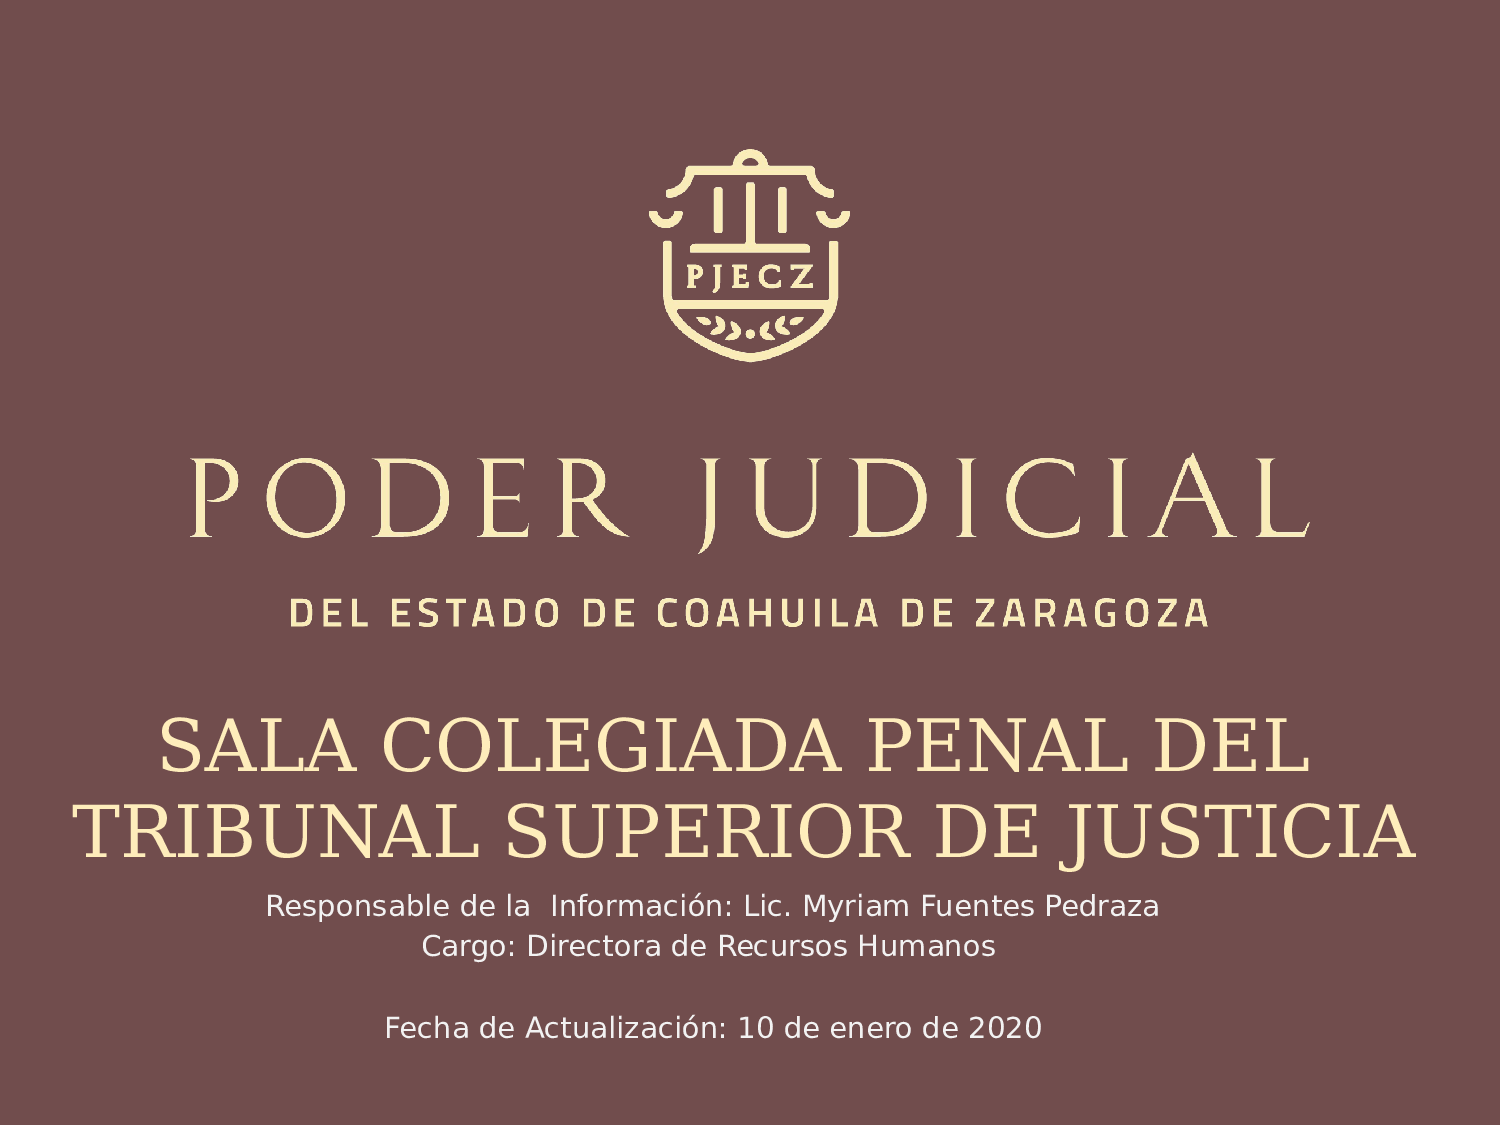 PJECZ
PODER JUDICIAL
DEL ESTADO DE COAHUILA DE ZARAGOZA
SALA COLEGIADA PENAL DEL
TRIBUNAL SUPERIOR DE JUSTICIA
Responsable de la  Información: Lic. Myriam Fuentes Pedraza
Cargo: Directora de Recursos Humanos
Fecha de Actualización: 10 de enero de 2020